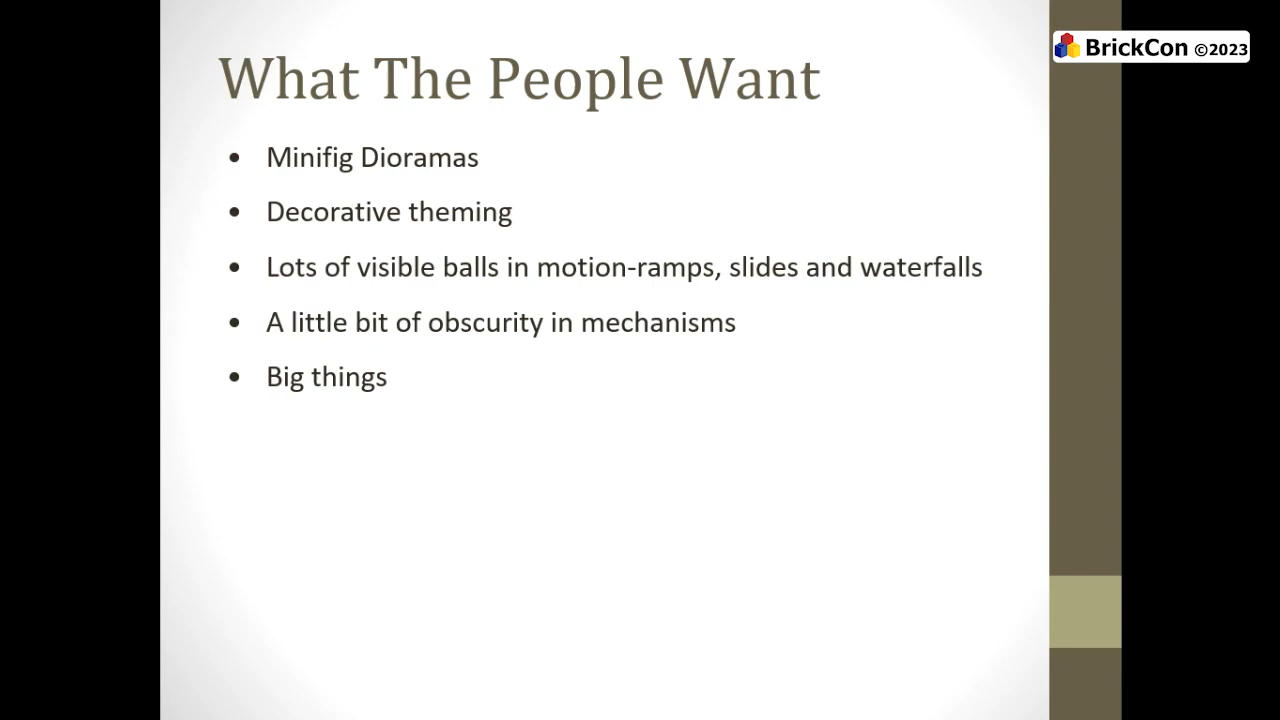 What The People Want
BrickCon ©2023
• Minifig Dioramas
• Decorative theming
• Lots of visible balls in motion-ramps, slides and waterfalls
• A little bit of obscurity in mechanisms
• Big things